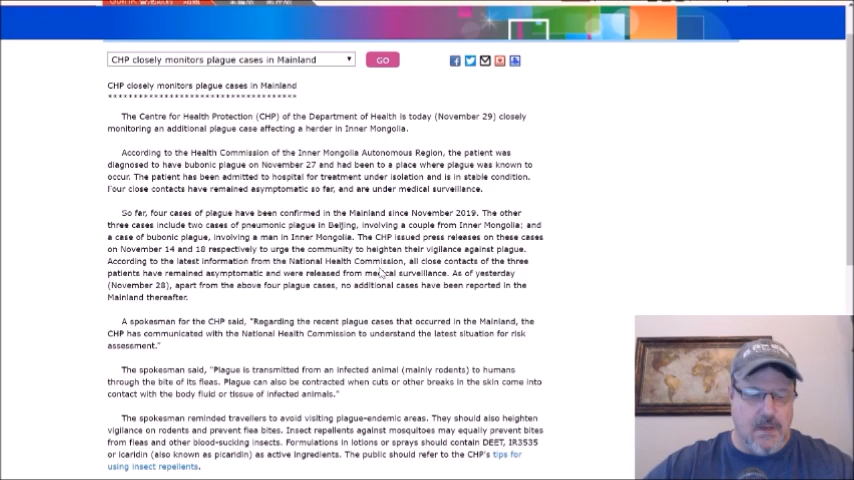 CHP closely monitors plague cases in Mainland
GO
CHP closely monitors plague cases in Mainland
**************************************
The Centre for Health Protection (CHP) of the Department of Health is today (November 29) closely
monitoring an additional plague case affecting a herder in Inner Mongolia.
According to the Health Commission of the Inner Mongolia Autonomous Region, the patient was
diagnosed to have bubonic plague on November 27 and had been to a place where plague was known to
occur. The patient has been admitted to hospital for treatment under isolation and is in stable condition.
Four close contacts have remained asymptomatic so far, and are under medical surveillance.
So far, four cases of plague have been confirmed in the Mainland since November 2019. The other
three cases include two cases of pneumonic plague in Beijing, involving a couple from Inner Mongolia; and
a case of bubonic plague, involving a man in Inner Mongolia. The CHP issued press releases on these cases
on November 14 and 18 respectively to urge the community to heighten their vigilance against plague.
According to the latest information from the National Health Commission, all close contacts of the three
patients have remained asymptomatic and were released from medical surveillance. As of yesterday
(November 28), apart from the above four plague cases, no additional cases have been reported in the
Mainland thereafter.
A spokesman for the CHP said, "Regarding the recent plague cases that occurred in the Mainland, the
CHP has communicated with the National Health Commission to understand the latest situation for risk
assessment."
The spokesman said, "Plague is transmitted from an infected animal (mainly rodents) to humans
through the bite of its fleas. Plague can also be contracted when cuts or other breaks in the skin come into
contact with the body fluid or tissue of infected animals."
The spokesman reminded travellers to avoid visiting plague-endemic areas. They should also heighten
vigilance on rodents and prevent flea bites. Insect repellents against mosquitoes may equally prevent bites
from fleas and other blood-sucking insects. Formulations in lotions or sprays should contain DEET, IR3535
or icaridin (also known as picaridin) as active ingredients. The public should refer to the CHP's tips for
using insect repellents.